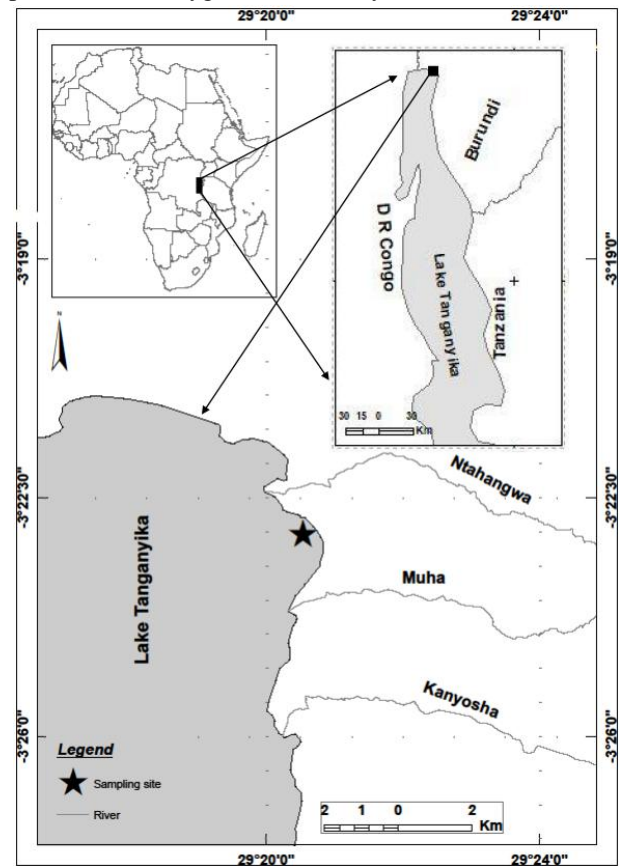 29°20'0"
29°24'0"
Burundi
D R Congo
Lake Tanganyika
Tanzania
30 15 0 30
Km
N
-3°19'0"
-3°19'0"
-3°22'30"
-3°22'30"
Ntahangwa
Muha
Lake Tanganyika
Kanyosha
-3°26'0"
-3°26'0"
Legend
Sampling site
River
2 1 0 2
Km
29°20'0"
29°24'0"